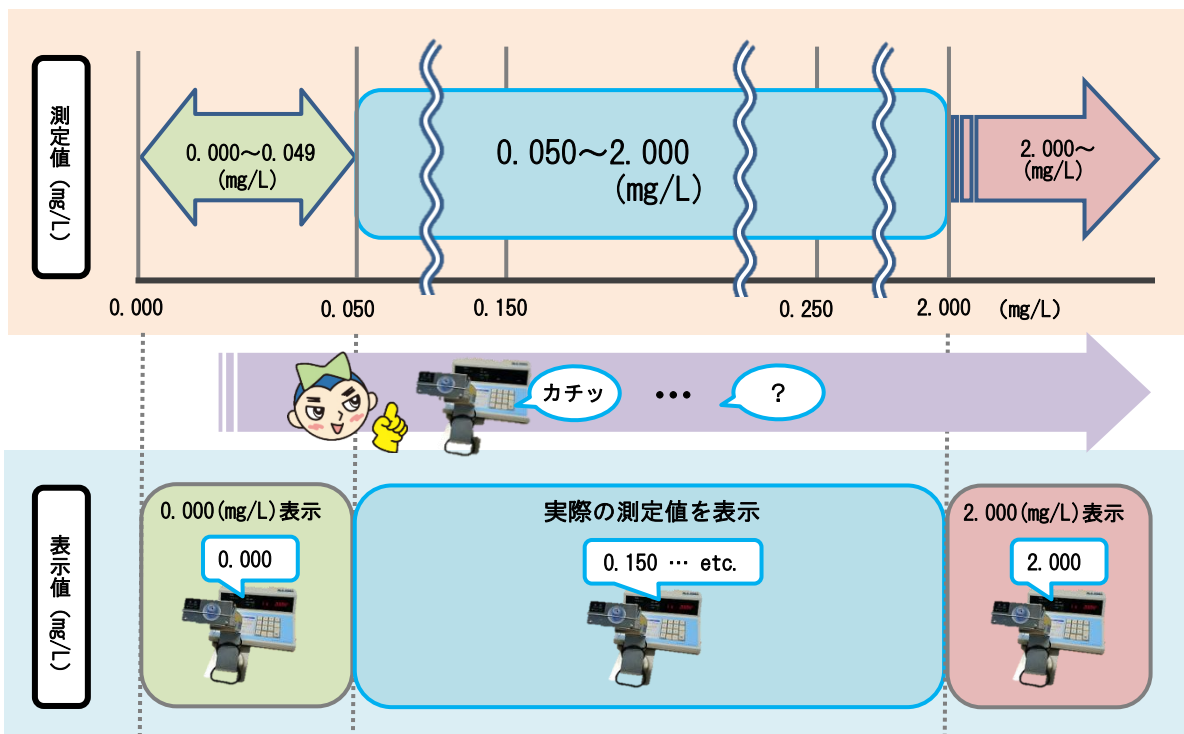 測定値(mg/L)
0.000～0.049
(mg/L)
0.050～2.000
(mg/L)
2.000～
(mg/L)
0.000
0.050
0.150
0.250
2.000
(mg/L)
カチッ
…
?
表示値(mg/L)
0.000(mg/L)表示
0.000
実際の測定値を表示
0.150 … etc.
2.000(mg/L)表示
2.000